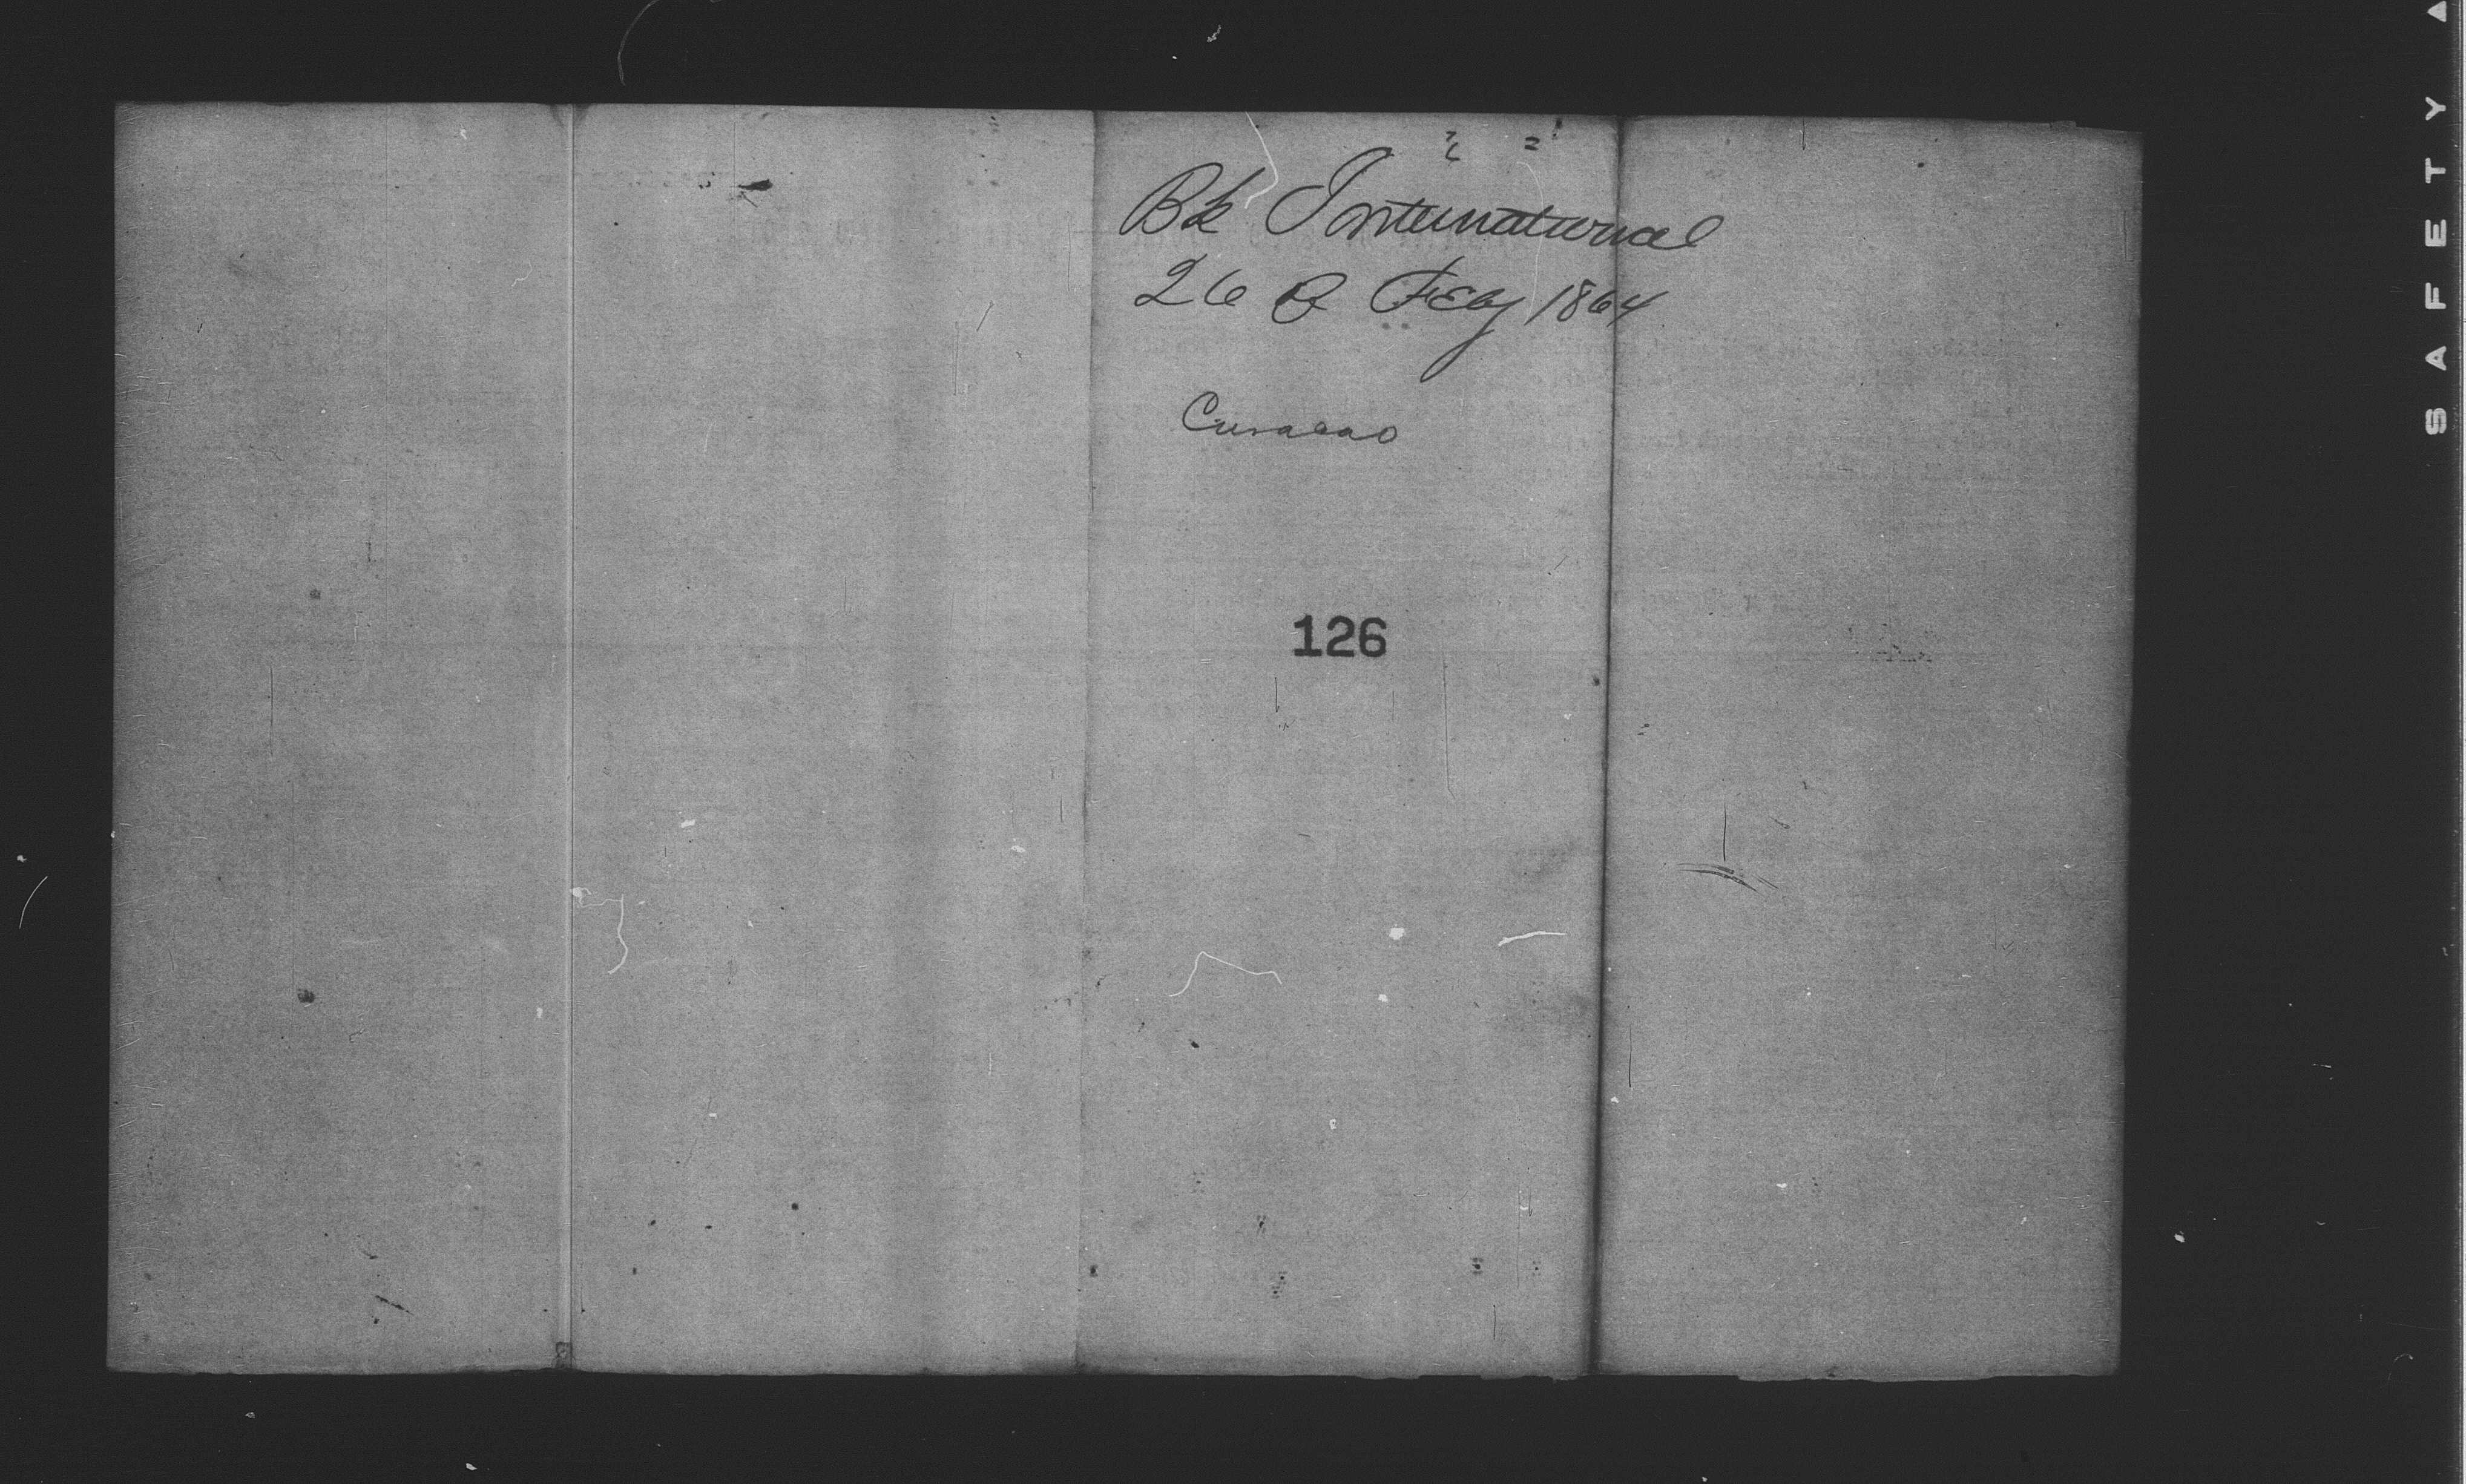 Bk International
26 Feby 1864
Curacao
126
SAFETY